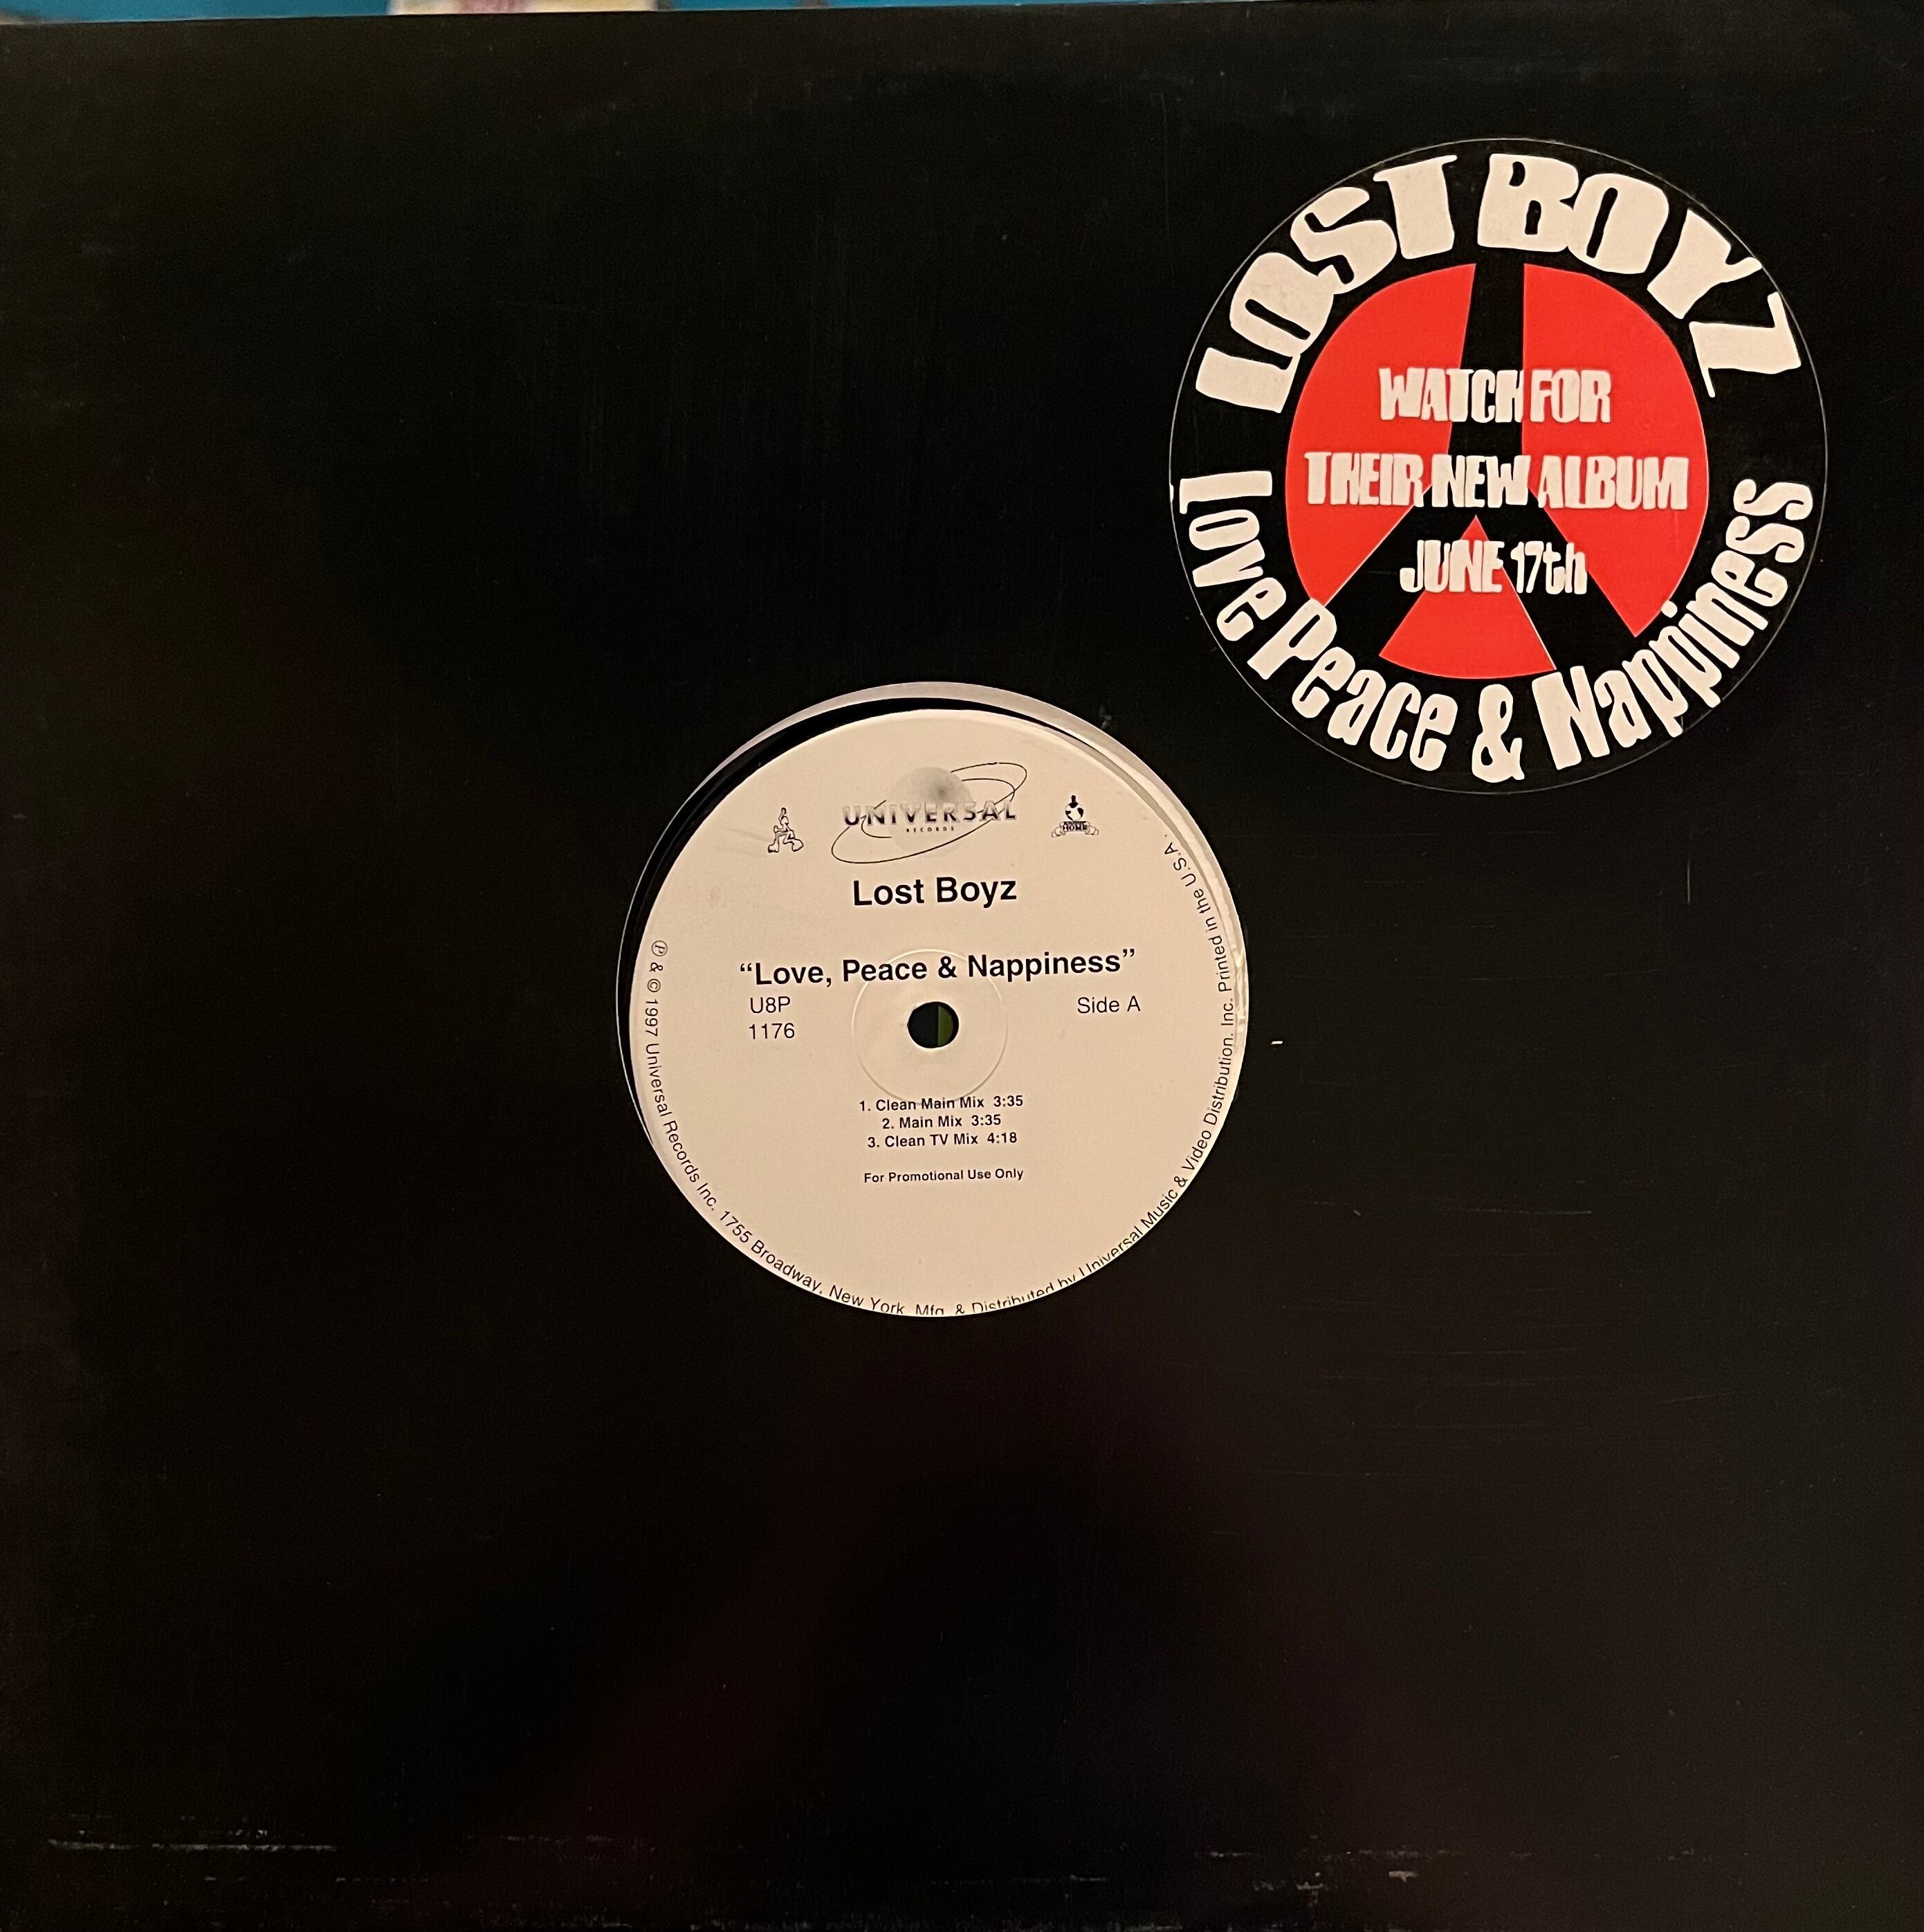 LOST BOYZ
WATCH FOR
THEIR NEW ALBUM
JUNE 17th
Love Peace & Nappiness
UNIVERSAL
RECORDS
HOME
Lost Boyz
“Love, Peace & Nappiness”
U8P
1176
Side A
1. Clean Main Mix 3:35
2. Main Mix 3:35
3. Clean TV Mix 4:18
For Promotional Use Only
℗ & © 1997 Universal Records Inc. 1755 Broadway, New York. Mfg. & Distributed by Universal Music & Video Distribution, Inc. Printed in the U.S.A.